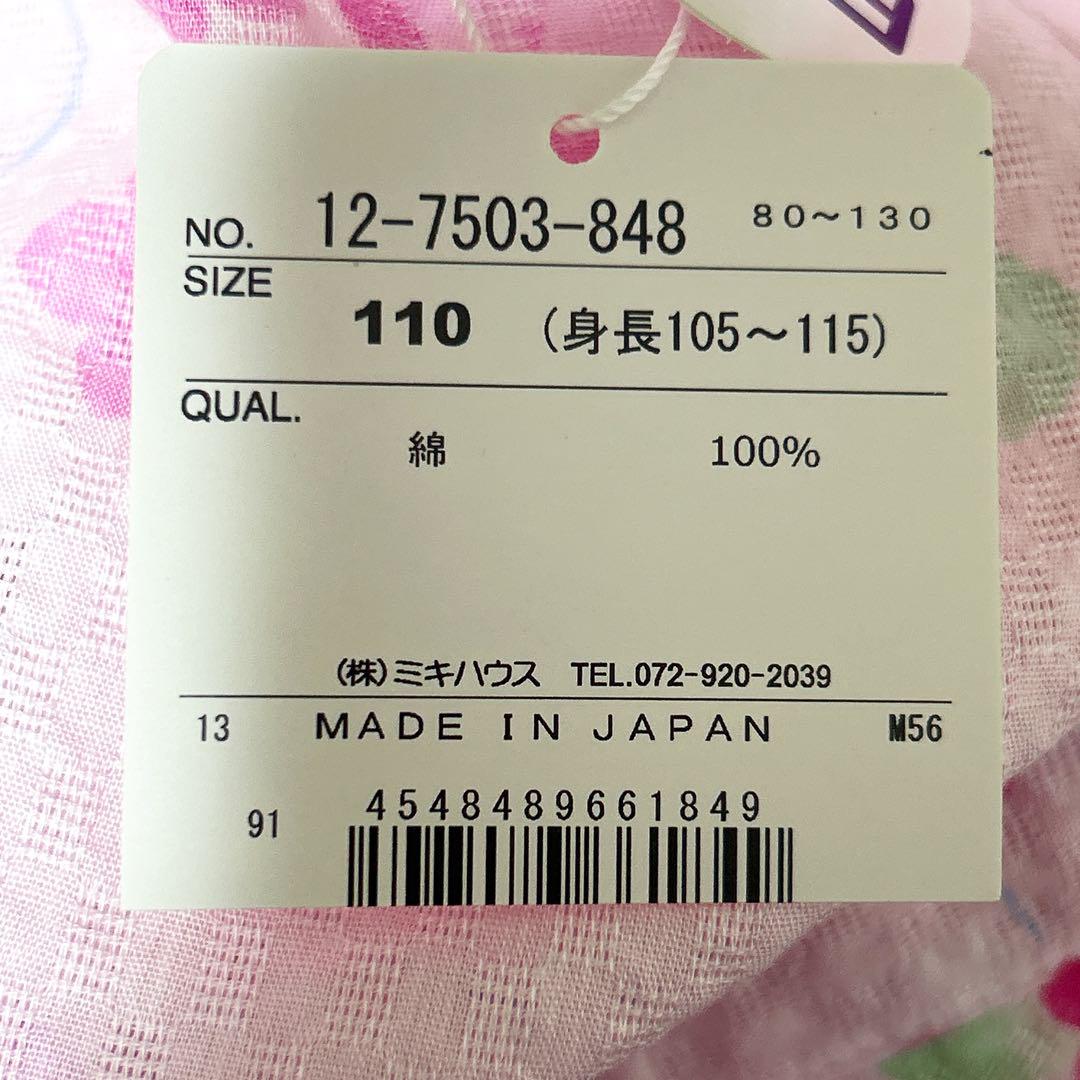 NO. 12-7503-848 80～130
SIZE
110 (身長105～115)
QUAL.
綿 100%
(株)ミキハウス TEL.072-920-2039
13 MADE IN JAPAN M56
91 4548489661849